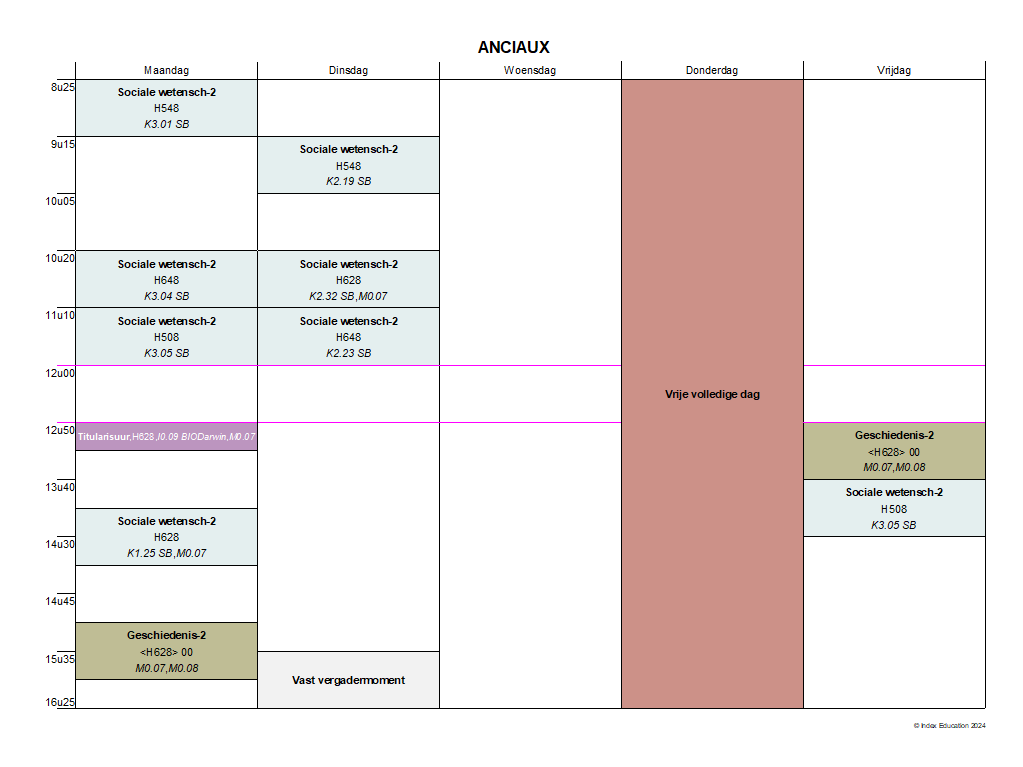 ANCIAUX
Maandag
Dinsdag
Woensdag
Donderdag
Vrijdag
8u25
9u15
10u05
10u20
11u10
12u00
12u50
13u40
14u30
14u45
15u35
16u25
Sociale wetensch-2
H548
K3.01 SB
Sociale wetensch-2
H648
K3.04 SB
Sociale wetensch-2
H508
K3.05 SB
Titularisuur,H628,I0.09 BIODarwin,M0.07
Sociale wetensch-2
H628
K1.25 SB,M0.07
Geschiedenis-2
<H628> 00
M0.07,M0.08
Sociale wetensch-2
H548
K2.19 SB
Sociale wetensch-2
H628
K2.32 SB,M0.07
Sociale wetensch-2
H648
K2.23 SB
Vast vergadermoment
Vrije volledige dag
Geschiedenis-2
<H628> 00
M0.07,M0.08
Sociale wetensch-2
H508
K3.05 SB
© Index Education 2024